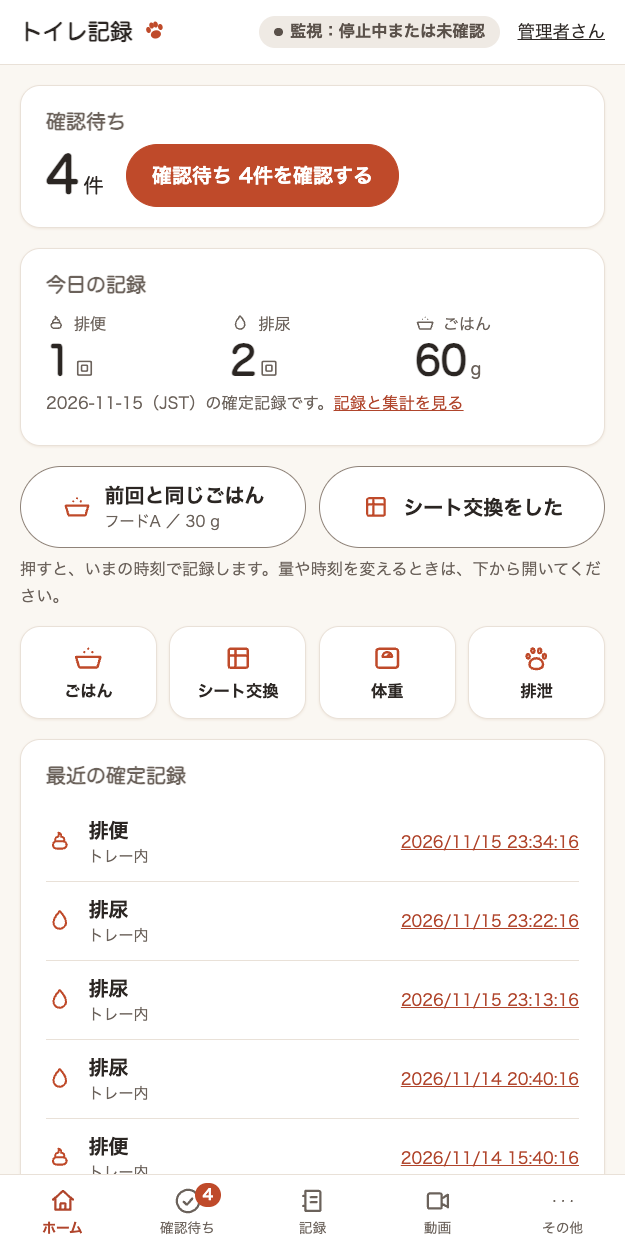 トイレ記録
監視：停止中または未確認
管理者さん
確認待ち
4件
確認待ち 4件を確認する
今日の記録
排便
1回
排尿
2回
ごはん
60g
2026-11-15（JST）の確定記録です。記録と集計を見る
前回と同じごはん
フードA ／ 30 g
シート交換をした
押すと、いまの時刻で記録します。量や時刻を変えるときは、下から開いてくだ
さい。
ごはん
シート交換
体重
排泄
最近の確定記録
排便
トレー内
2026/11/15 23:34:16
排尿
トレー内
2026/11/15 23:22:16
排尿
トレー内
2026/11/15 23:13:16
排尿
トレー内
2026/11/14 20:40:16
排便
トレー内
2026/11/14 15:40:16
ホーム
4
確認待ち
記録
動画
その他